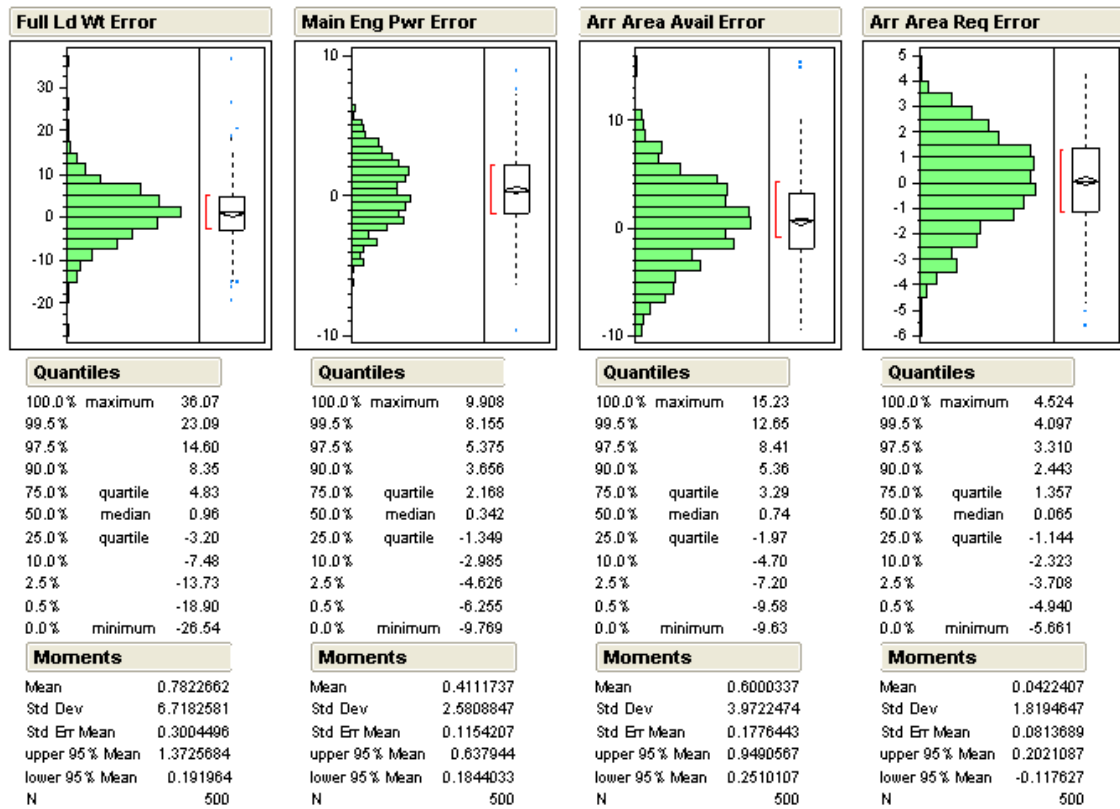 Full Ld Wt Error
30
20
10
0
-10
-20
Quantiles
100.0% maximum 36.07
99.5% 23.09
97.5% 14.60
90.0% 8.35
75.0% quartile 4.83
50.0% median 0.96
25.0% quartile -3.20
10.0% -7.48
2.5% -13.73
0.5% -18.90
0.0% minimum -26.54
Moments
Mean 0.7822662
Std Dev 6.7182581
Std Err Mean 0.3004496
upper 95% Mean 1.3725684
lower 95% Mean 0.191964
N 500
Main Eng Pwr Error
10
0
-10
Quantiles
100.0% maximum 9.908
99.5% 8.155
97.5% 5.375
90.0% 3.656
75.0% quartile 2.168
50.0% median 0.342
25.0% quartile -1.349
10.0% -2.985
2.5% -4.626
0.5% -6.255
0.0% minimum -9.769
Moments
Mean 0.4111737
Std Dev 2.5808847
Std Err Mean 0.1154207
upper 95% Mean 0.637944
lower 95% Mean 0.1844033
N 500
Arr Area Avail Error
10
0
-10
Quantiles
100.0% maximum 15.23
99.5% 12.65
97.5% 8.41
90.0% 5.36
75.0% quartile 3.29
50.0% median 0.74
25.0% quartile -1.97
10.0% -4.70
2.5% -7.20
0.5% -9.58
0.0% minimum -9.63
Moments
Mean 0.6000337
Std Dev 3.9722474
Std Err Mean 0.1776443
upper 95% Mean 0.9490567
lower 95% Mean 0.2510107
N 500
Arr Area Req Error
5
4
3
2
1
0
-1
-2
-3
-4
-5
-6
Quantiles
100.0% maximum 4.524
99.5% 4.097
97.5% 3.310
90.0% 2.443
75.0% quartile 1.357
50.0% median 0.065
25.0% quartile -1.144
10.0% -2.323
2.5% -3.708
0.5% -4.940
0.0% minimum -5.661
Moments
Mean 0.0422407
Std Dev 1.8194647
Std Err Mean 0.0813689
upper 95% Mean 0.2021087
lower 95% Mean -0.117627
N 500